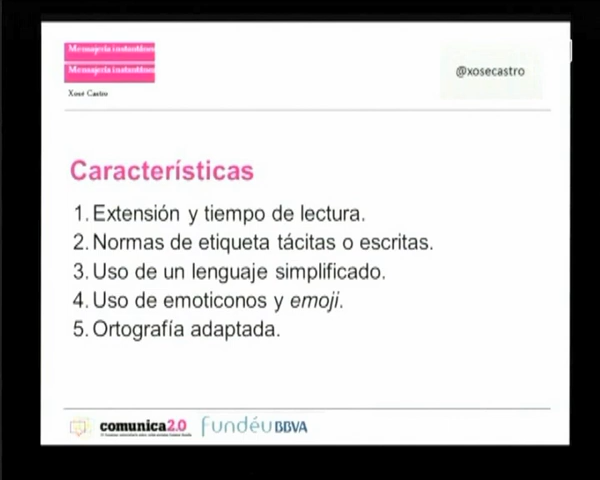 Mensajería instantánea
Mensajería instantánea
Xosé Castro
@xosecastro
Características
1. Extensión y tiempo de lectura.
2. Normas de etiqueta tácitas o escritas.
3. Uso de un lenguaje simplificado.
4. Uso de emoticonos y emoji.
5. Ortografía adaptada.
comunica2.0
fundéu BBVA